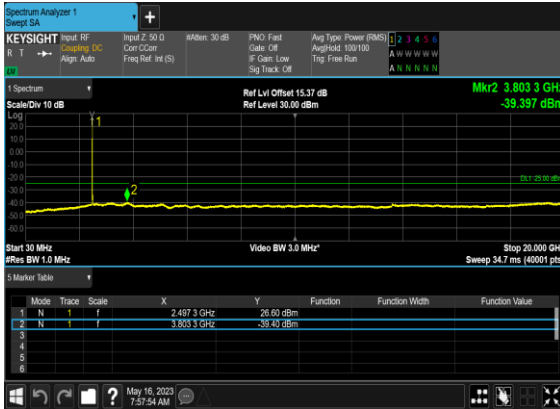 Spectrum Analyzer 1
Swept SA
+
KEYSIGHT Input: RF Input Z: 50 Ω #Atten: 30 dB PNO: Fast Avg Type: Power (RMS) 1 2 3 4 5 6
R T Coupling: DC Corr CCorr Gate: Off Avg|Hold: 100/100 A W W W W W
Align: Auto Freq Ref: Int (S) IF Gain: Low Trig: Free Run
Sig Track: Off A N N N N N
1 Spectrum Ref Lvl Offset 15.37 dB Mkr2 3.803 3 GHz
Scale/Div 10 dB Ref Level 30.00 dBm -39.397 dBm
Log
20.0
10.0
0.00
-10.0
-20.0
-30.0
-40.0
-50.0
-60.0
1
2
DL1 -25.00 dBm
Start 30 MHz Video BW 3.0 MHz* Stop 20.000 GH
#Res BW 1.0 MHz Sweep 34.7 ms (40001 pts
5 Marker Table
Mode Trace Scale X Y Function Function Width Function Value
1 N 1 f 2.497 3 GHz 26.60 dBm
2 N 1 f 3.803 3 GHz -39.40 dBm
3
4
5
6
? May 16, 2023
7:57:54 AM